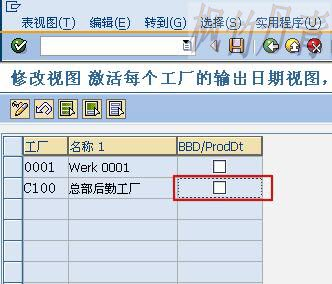 表视图(T) 编辑(E) 转到(G) 选择(S) 实用程序(U)
修改视图 激活每个工厂的输出日期视图,
工厂 名称 1 BBD/ProdDt
0001 Werk 0001
C100 总部后勤工厂